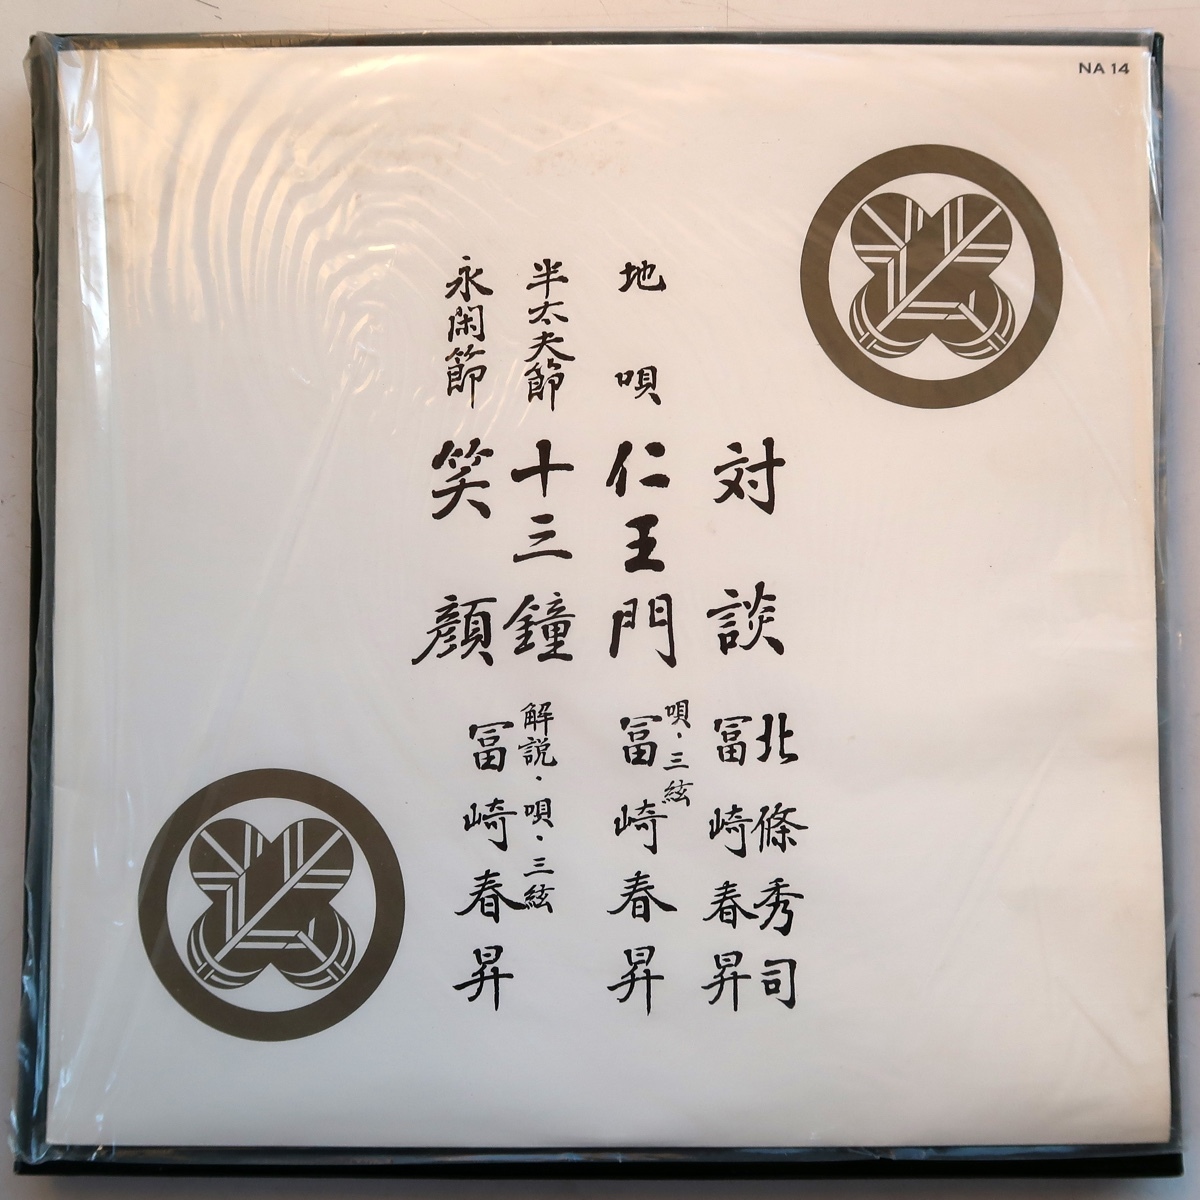 NA 14
対談 北條秀司
冨崎春昇
地唄 仁王門 唄・三絃 冨崎春昇
半太夫節 十三鐘 解説・唄・三絃
永閑節 笑顔 冨崎春昇